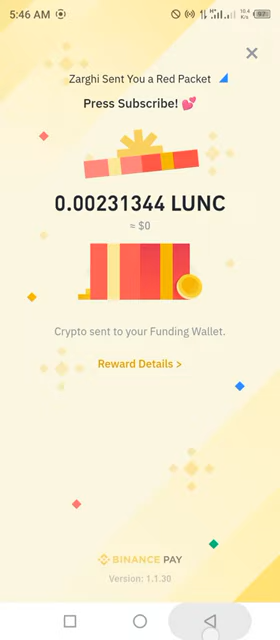 5:46 AM
Zarghi Sent You a Red Packet
Press Subscribe! 💕
0.00231344 LUNC
≈ $0
Crypto sent to your Funding Wallet.
Reward Details >
BINANCE PAY
Version: 1.1.30